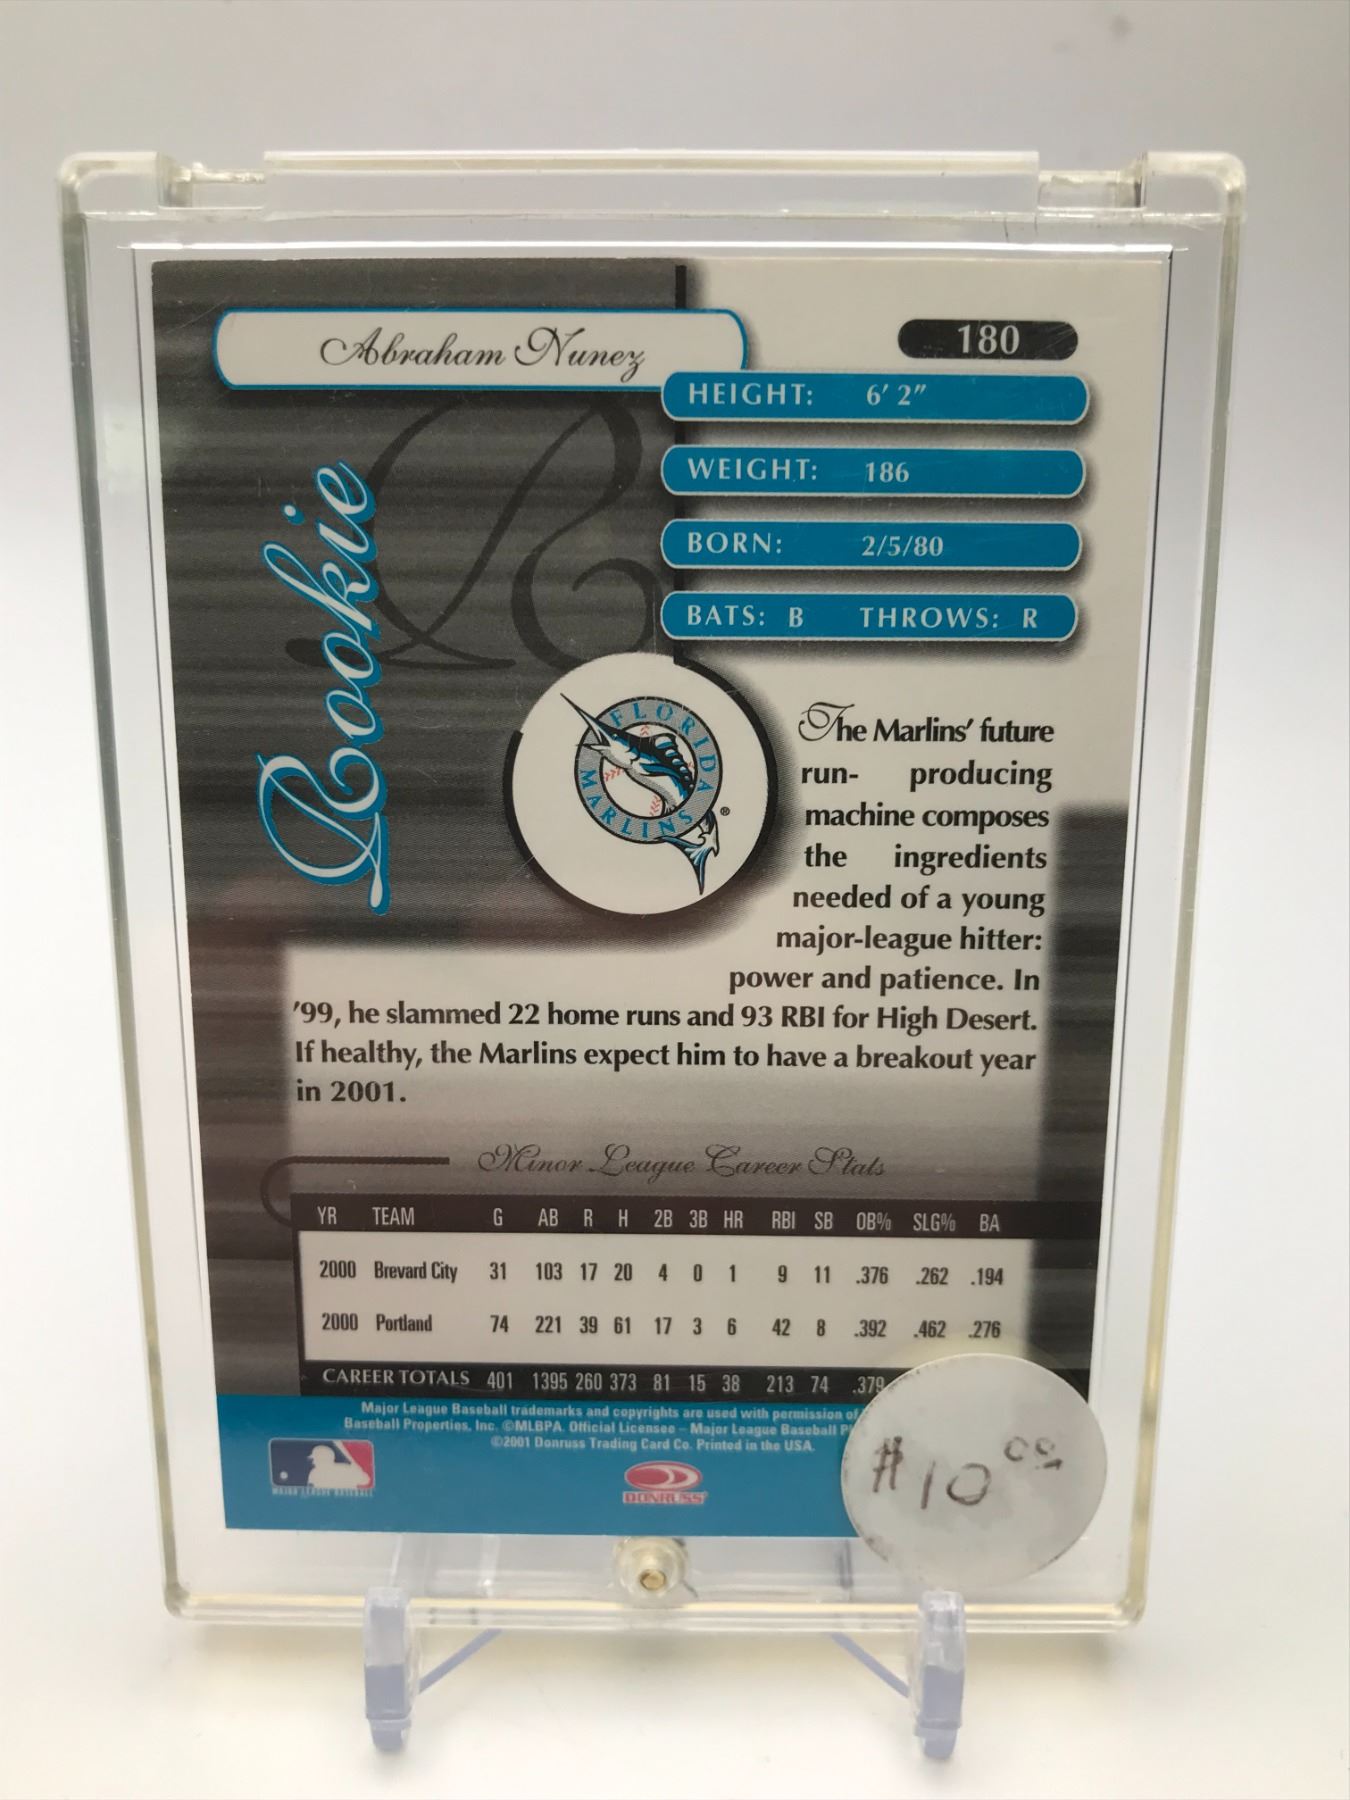 Abraham Nunez
180
HEIGHT: 6' 2"
WEIGHT: 186
BORN: 2/5/80
BATS: B THROWS: R
Rookie
FLORIDA
MARLINS
®
The Marlins' future
run- producing
machine composes
the ingredients
needed of a young
major-league hitter:
power and patience. In
'99, he slammed 22 home runs and 93 RBI for High Desert.
If healthy, the Marlins expect him to have a breakout year
in 2001.
Minor League Career Stats
YR TEAM G AB R H 2B 3B HR RBI SB OB% SLG% BA
2000 Brevard City 31 103 17 20 4 0 1 9 11 .376 .262 .194
2000 Portland 74 221 39 61 17 3 6 42 8 .392 .462 .276
CAREER TOTALS 401 1395 260 373 81 15 38 213 74 .379
Major League Baseball trademarks and copyrights are used with permission of
Baseball Properties, Inc. ©MLBPA Official Licensee – Major League Baseball
©2001 Donruss Trading Card Co. Printed in the USA.
MAJOR LEAGUE BASEBALL
DONRUSS
10